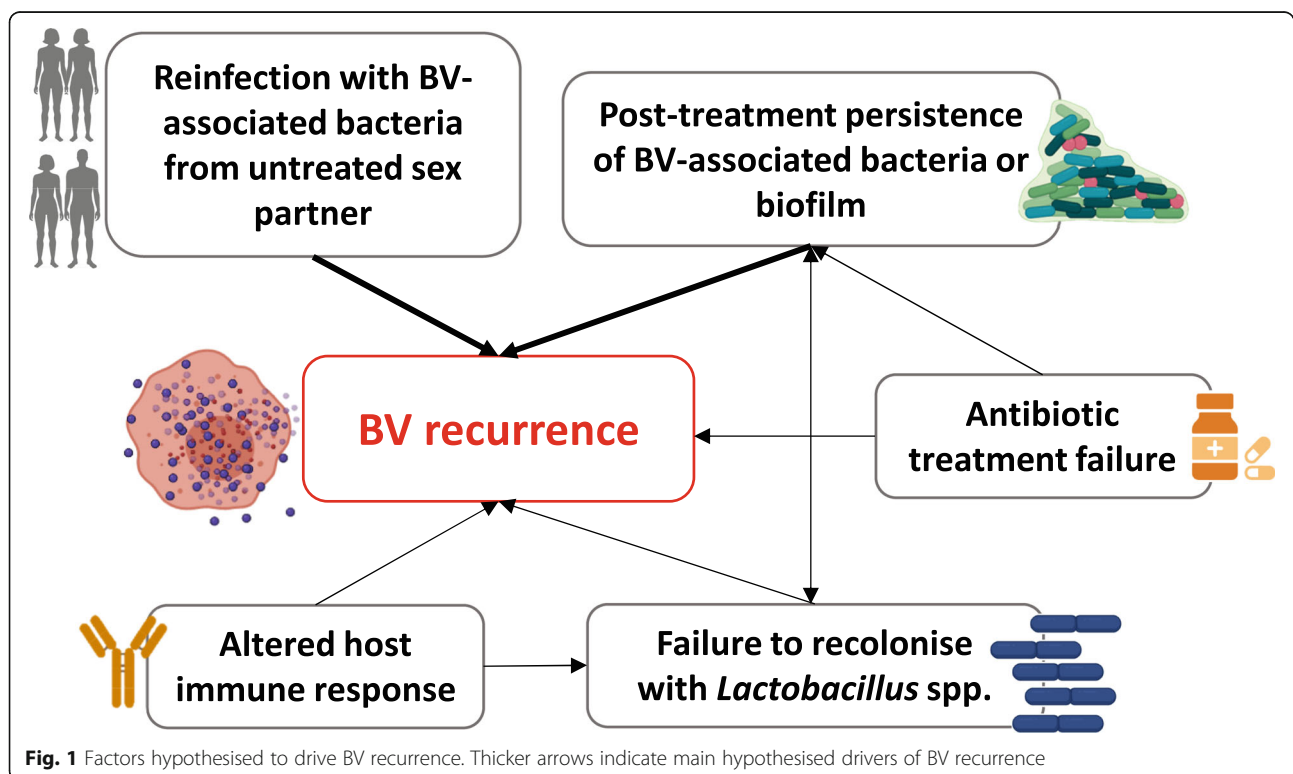 Reinfection with BV-
associated bacteria
from untreated sex
partner
Post-treatment persistence
of BV-associated bacteria or
biofilm
BV recurrence
Antibiotic
treatment failure
Altered host
immune response
Failure to recolonise
with Lactobacillus spp.
Fig. 1 Factors hypothesised to drive BV recurrence. Thicker arrows indicate main hypothesised drivers of BV recurrence